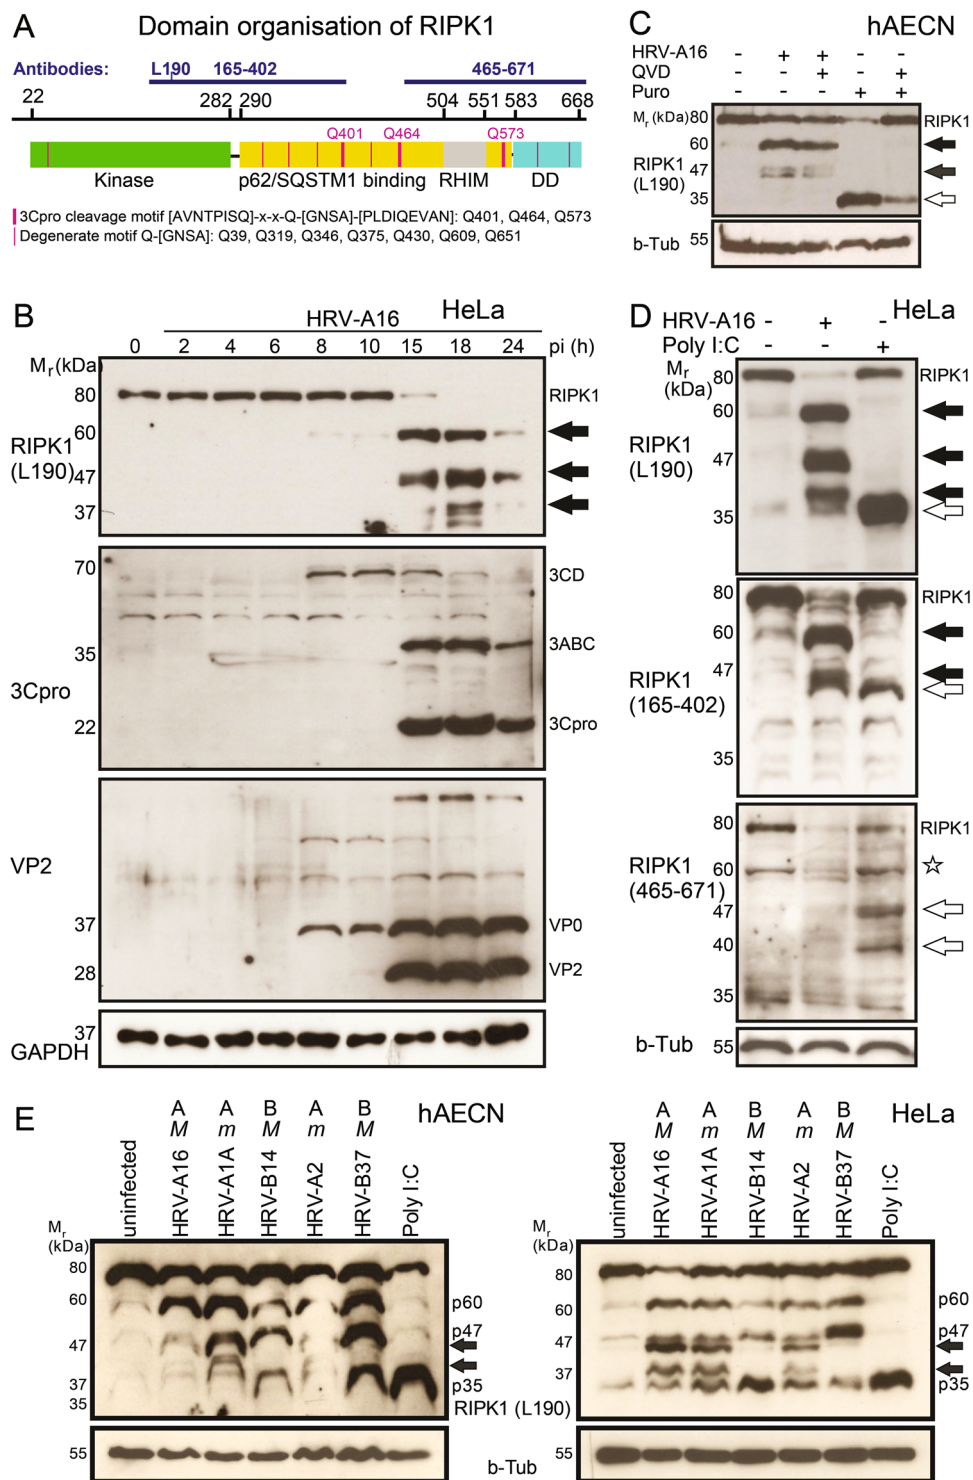 A Domain organisation of RIPK1
Antibodies: L190 165-402 465-671
22 282 290 504 551 583 668
Q401 Q464 Q573
Kinase p62/SQSTM1 binding RHIM DD
3Cpro cleavage motif [AVNTPISQ]-x-x-Q-[GNSA]-[PLDIQEVAN]: Q401, Q464, Q573
Degenerate motif Q-[GNSA]: Q39, Q319, Q346, Q375, Q430, Q609, Q651
C hAECN
HRV-A16 - + + - -
QVD - - + - +
Puro - - - + +
Mr (kDa) 80 RIPK1
60
RIPK1 47
(L190)
35
b-Tub 55
B HRV-A16 HeLa
0 2 4 6 8 10 15 18 24 pi (h)
Mr (kDa)
80 RIPK1
60
RIPK1
(L190) 47
37
70 3CD
35 3ABC
3Cpro
22 3Cpro
VP2
37 VP0
28 VP2
37
GAPDH
D HeLa
HRV-A16 - + -
Poly I:C - - +
Mr
(kDa)
80 RIPK1
60
RIPK1
(L190)
47
35
80 RIPK1
60
47
RIPK1
(165-402)
35
80 RIPK1
RIPK1 60
(465-671)
47
40
35
b-Tub 55
E hAECN
A A B A B
M m M m M
uninfected HRV-A16 HRV-A1A HRV-B14 HRV-A2 HRV-B37 Poly I:C
Mr
(kDa)
80
60 p60
47 p47
37
35 p35
RIPK1 (L190)
55
b-Tub
HeLa
A A B A B
M m M m M
uninfected HRV-A16 HRV-A1A HRV-B14 HRV-A2 HRV-B37 Poly I:C
Mr
(kDa)
80
60 p60
47 p47
37
35 p35
55